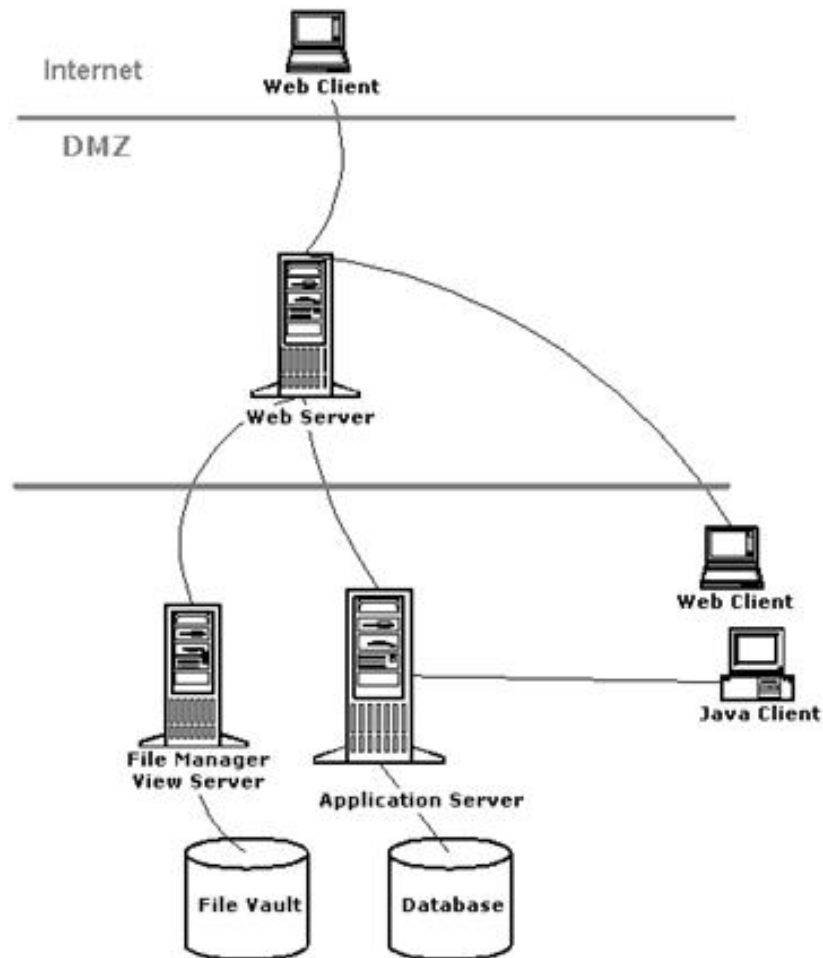 Internet
Web Client
DMZ
Web Server
Web Client
Java Client
File Manager
View Server
Application Server
File Vault
Database